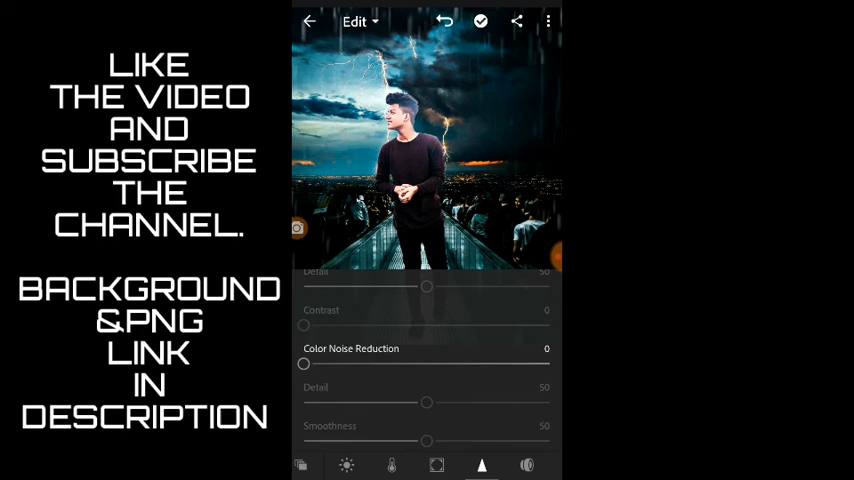 LIKE
THE VIDEO
AND
SUBSCRIBE
THE
CHANNEL.
BACKGROUND
&PNG
LINK
IN
DESCRIPTION
Edit
Detail 50
Contrast 0
Color Noise Reduction 0
Detail 50
Smoothness 50